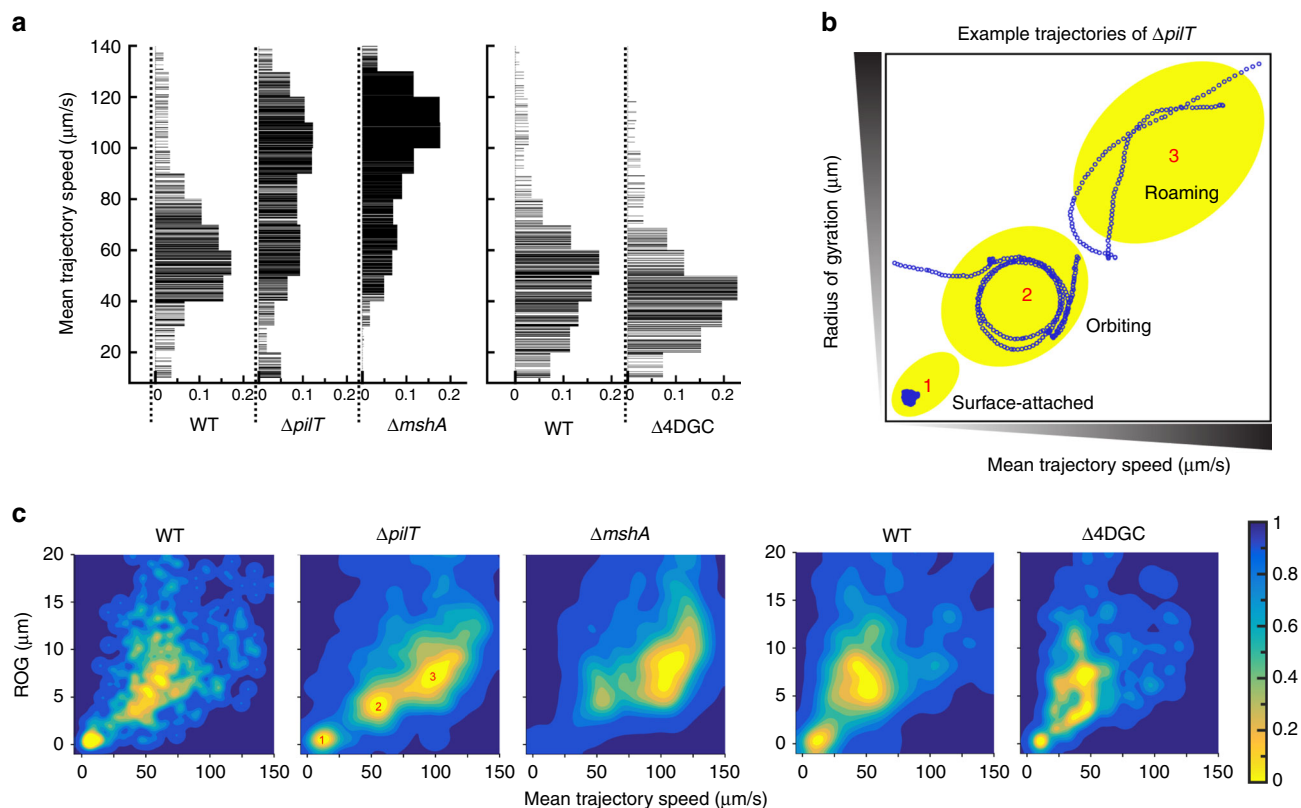 a
140
120
100
80
60
40
20
Mean trajectory speed (μm/s)
0 0.1 0.2
0 0.1 0.2
0 0.1 0.2
0 0.1 0.2
0 0.1 0.2
WT
ΔpilT
ΔmshA
WT
Δ4DGC
b
Example trajectories of ΔpilT
Radius of gyration (μm)
3
Roaming
2
Orbiting
1
Surface-attached
Mean trajectory speed (μm/s)
c
WT
ΔpilT
ΔmshA
WT
Δ4DGC
20
15
10
5
0
ROG (μm)
3
2
1
20
15
10
5
0
1
0.8
0.6
0.4
0.2
0
0 50 100 150
0 50 100 150
0 50 100 150
0 50 100 150
0 50 100 150
Mean trajectory speed (μm/s)